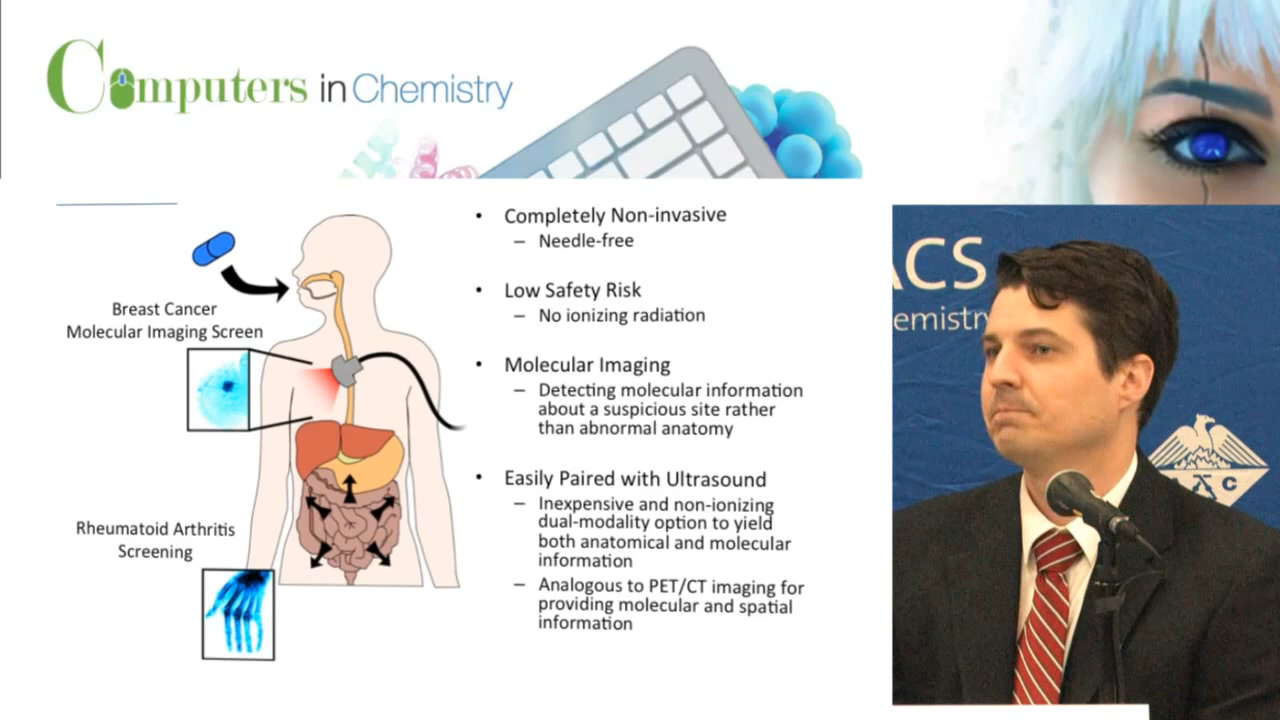 Computers in Chemistry
• Completely Non-invasive
– Needle-free
• Low Safety Risk
– No ionizing radiation
• Molecular Imaging
– Detecting molecular information
about a suspicious site rather
than abnormal anatomy
• Easily Paired with Ultrasound
– Inexpensive and non-ionizing
dual-modality option to yield
both anatomical and molecular
information
– Analogous to PET/CT imaging for
providing molecular and spatial
information
Breast Cancer
Molecular Imaging Screen
Rheumatoid Arthritis
Screening
ACS
emistry
A C